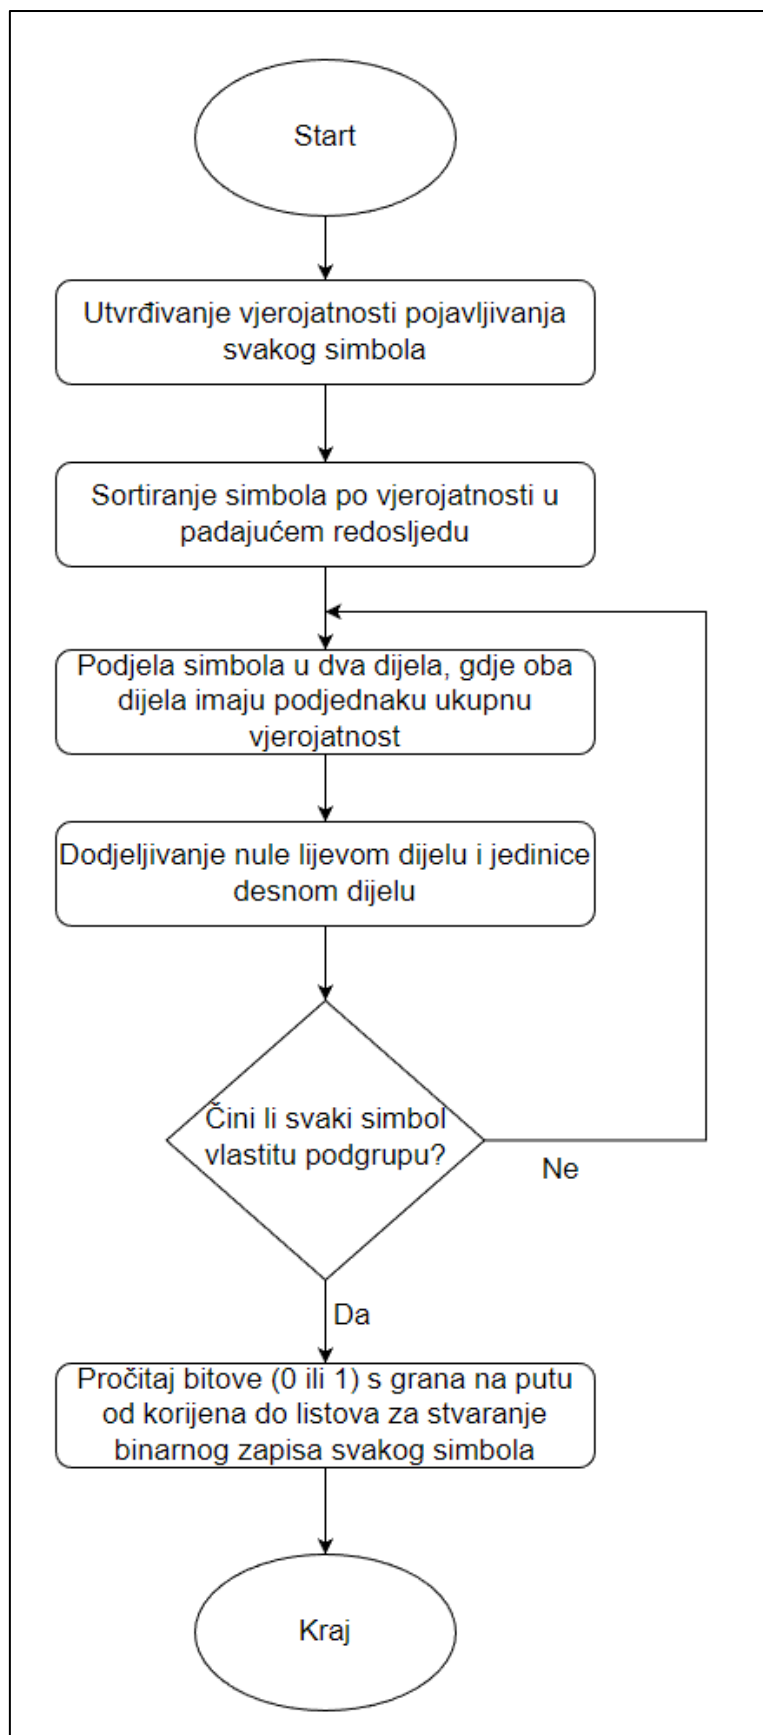 Start
Utvrđivanje vjerojatnosti pojavljivanja
svakog simbola
Sortiranje simbola po vjerojatnosti u
padajućem redosljedu
Podjela simbola u dva dijela, gdje oba
dijela imaju podjednaku ukupnu
vjerojatnost
Dodjeljivanje nule lijevom dijelu i jedinice
desnom dijelu
Čini li svaki simbol
vlastitu podgrupu?
Ne
Da
Pročitaj bitove (0 ili 1) s grana na putu
od korijena do listova za stvaranje
binarnog zapisa svakog simbola
Kraj